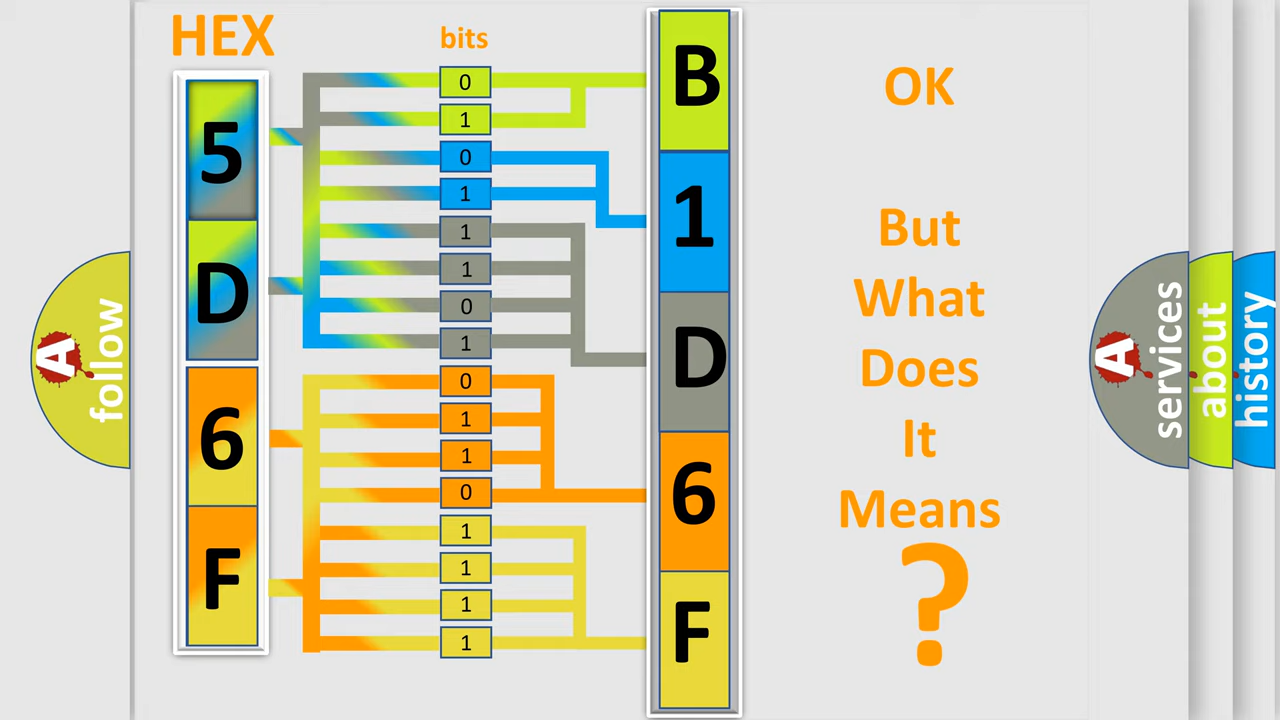 HEX
bits
5
D
6
F
0
1
0
1
1
1
0
1
0
1
1
0
1
1
1
1
B
1
D
6
F
OK
But
What
Does
It
Means
?
A
follow
A
services
about
history